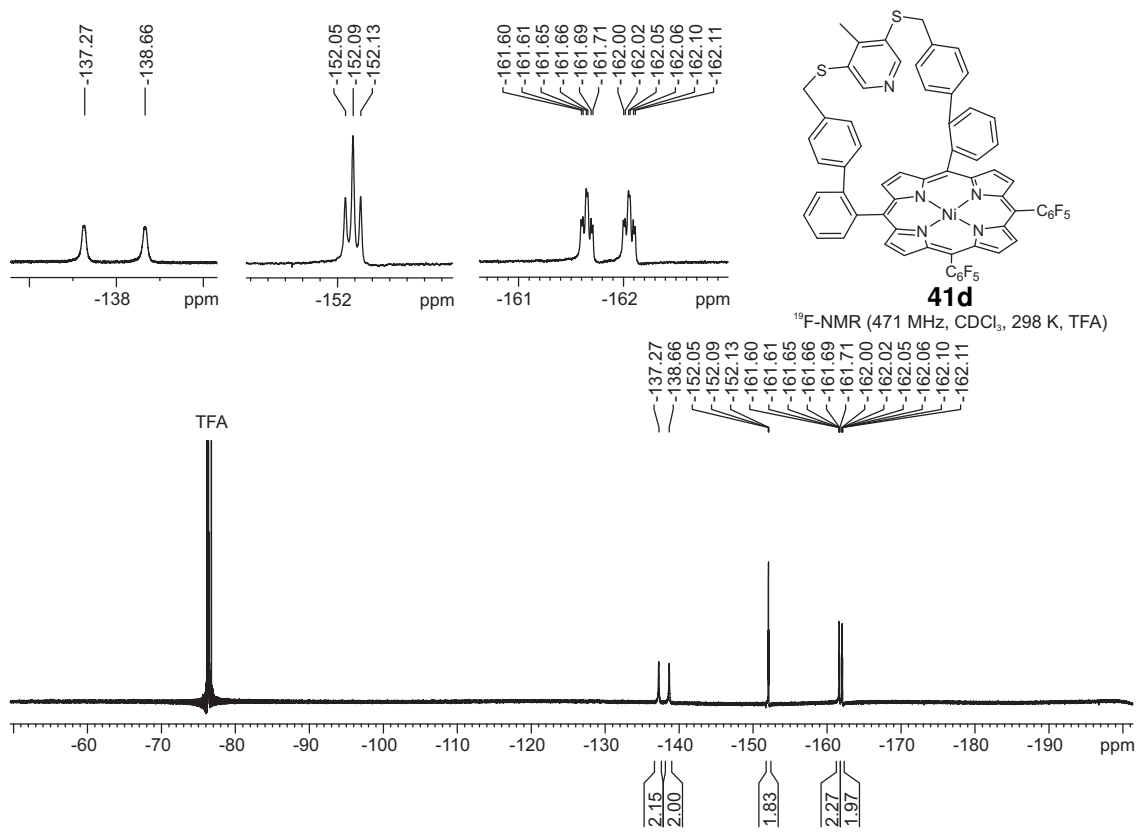 -137.27
-138.66
-152.05
-152.09
-152.13
-161.60
-161.61
-161.65
-161.66
-161.69
-161.71
-162.00
-162.02
-162.05
-162.06
-162.11
-138 ppm
-152 ppm
-161 -162 ppm
S
S
N
N
N
N
N
Ni
C6F5
C6F5
41d
¹⁹F-NMR (471 MHz, CDCl₃, 298 K, TFA)
-137.27
-138.66
-152.05
-152.09
-152.13
-161.60
-161.61
-161.65
-161.66
-161.69
-161.71
-162.00
-162.02
-162.05
-162.06
-162.10
-162.11
TFA
-60 -70 -80 -90 -100 -110 -120 -130 -140 -150 -160 -170 -180 -190 ppm
2.15
2.00
1.83
2.27
1.97